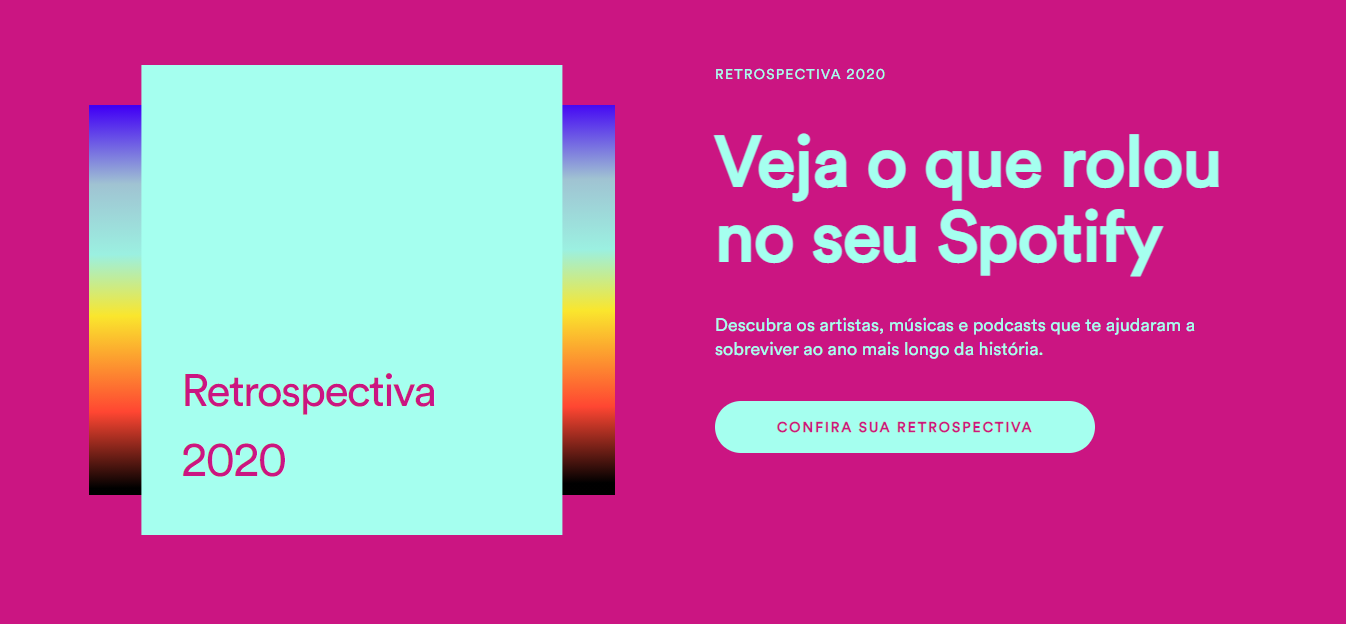 Retrospectiva
2020
RETROSPECTIVA 2020
Veja o que rolou
no seu Spotify
Descubra os artistas, músicas e podcasts que te ajudaram a
sobreviver ao ano mais longo da história.
CONFIRA SUA RETROSPECTIVA